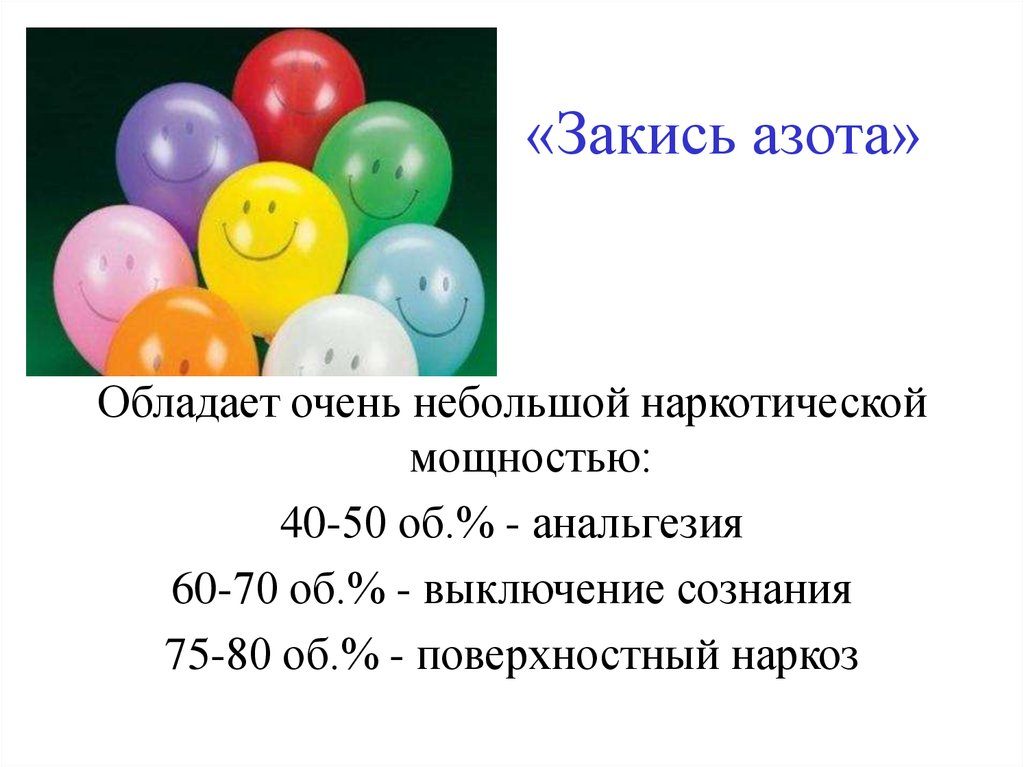 «Закись азота»
Обладает очень небольшой наркотической
мощностью:
40-50 об.% - анальгезия
60-70 об.% - выключение сознания
75-80 об.% - поверхностный наркоз